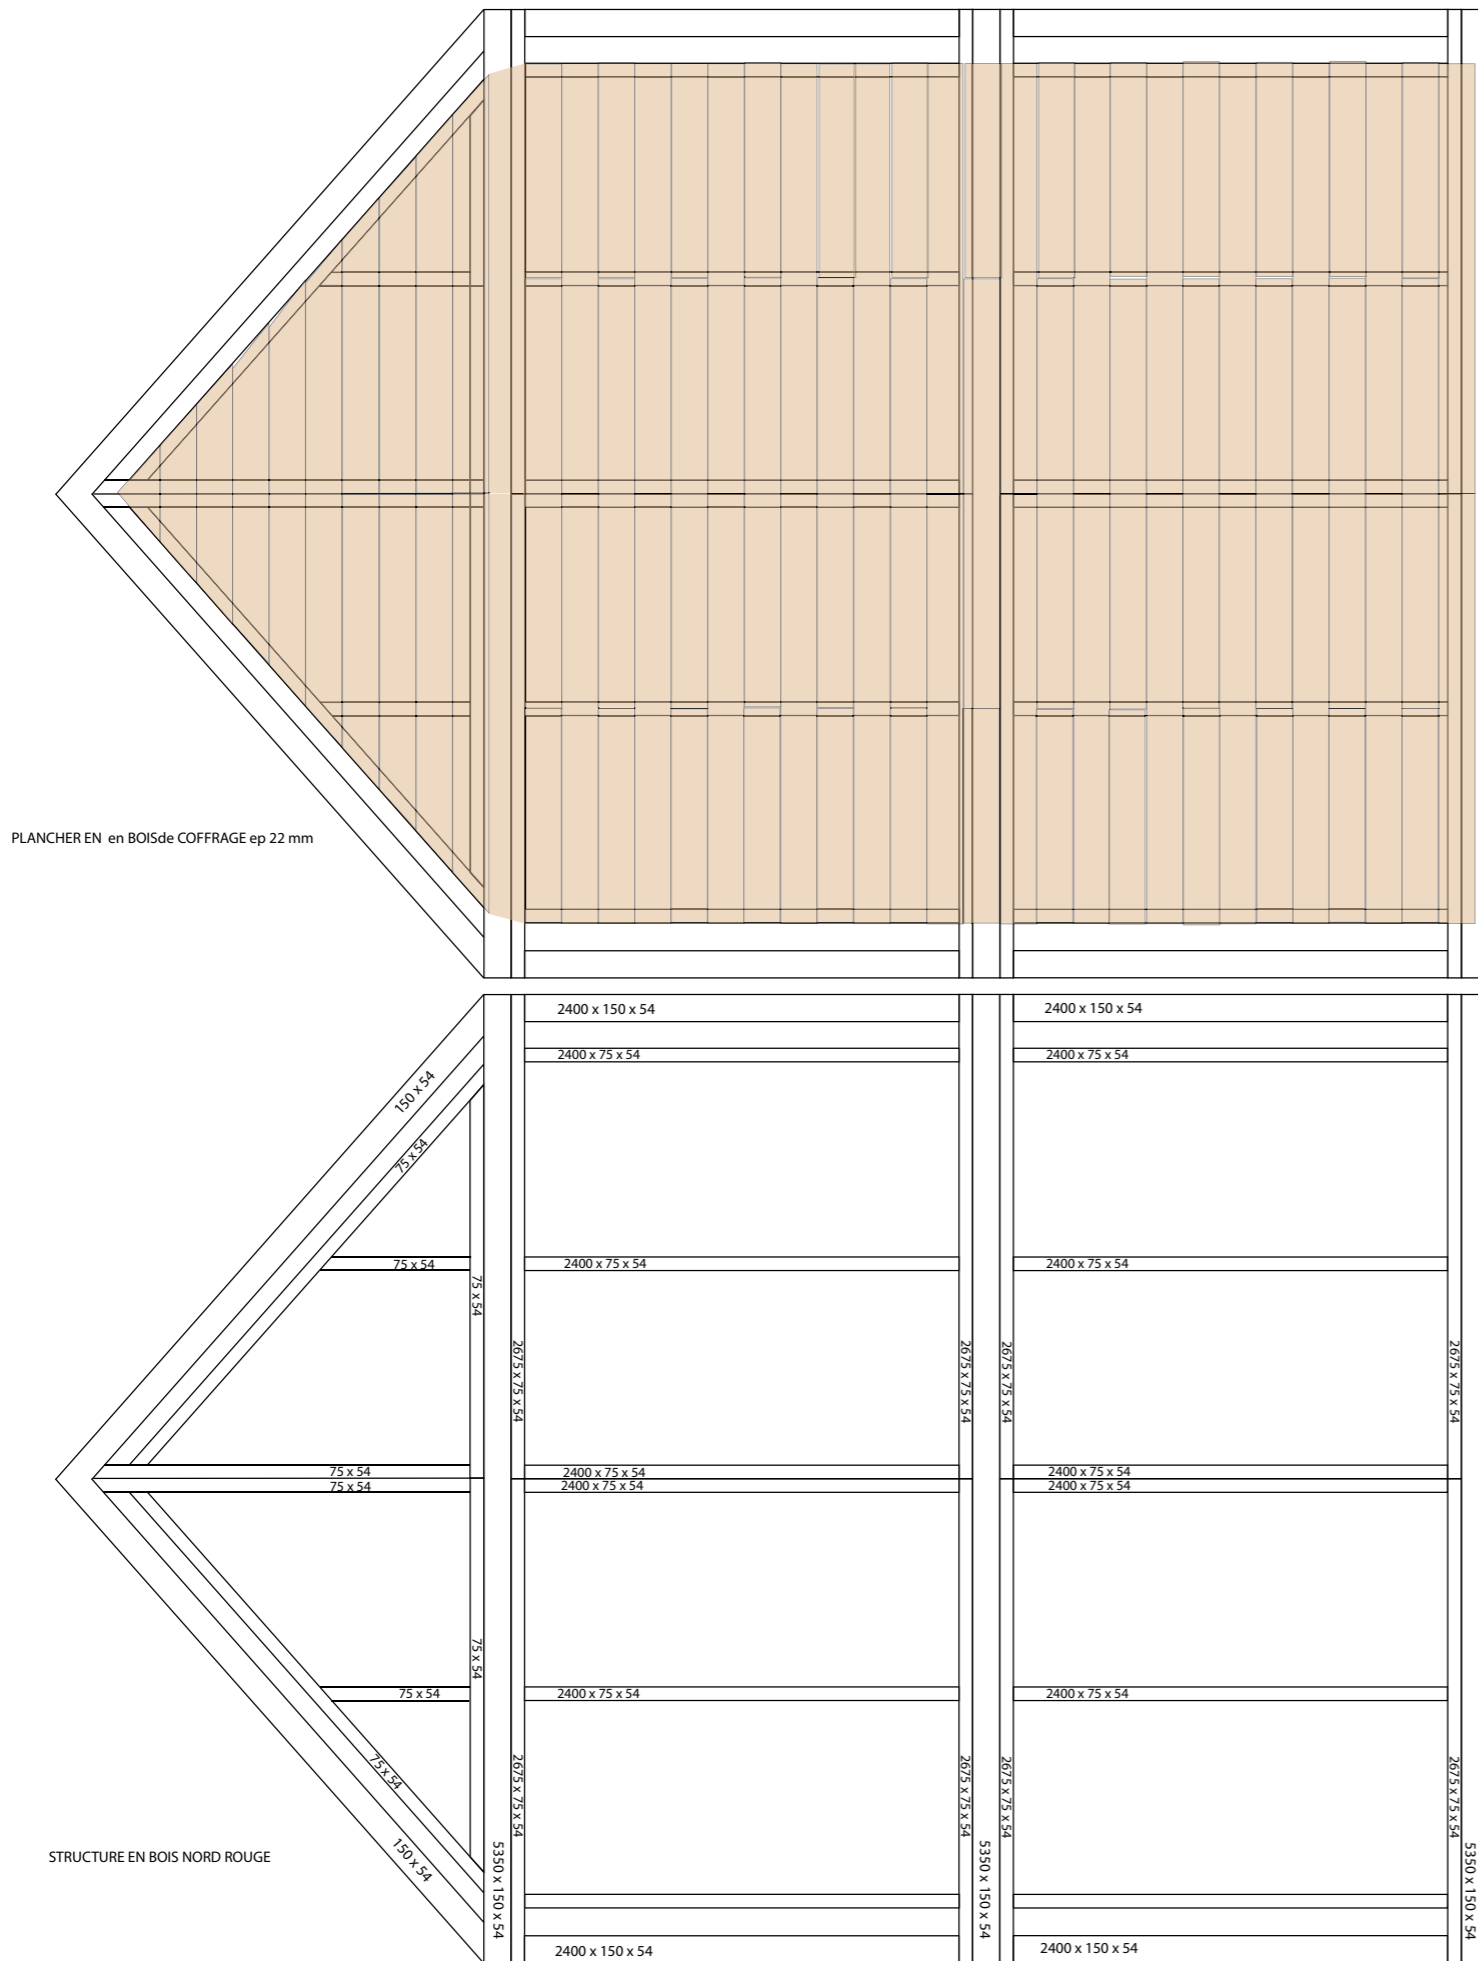 PLANCHER EN en BOISde COFFRAGE ep 22 mm
2400 x 150 x 54
2400 x 150 x 54
2400 x 75 x 54
2400 x 75 x 54
150 x 54
75 x 54
75 x 54
2400 x 75 x 54
2400 x 75 x 54
75 x 54
2675 x 75 x 54
2675 x 75 x 54
2675 x 75 x 54
2675 x 75 x 54
75 x 54
2400 x 75 x 54
2400 x 75 x 54
75 x 54
2400 x 75 x 54
2400 x 75 x 54
75 x 54
75 x 54
2400 x 75 x 54
2400 x 75 x 54
75 x 54
2675 x 75 x 54
2675 x 75 x 54
2675 x 75 x 54
2675 x 75 x 54
150 x 54
STRUCTURE EN BOIS NORD ROUGE
5350 x 150 x 54
5350 x 150 x 54
5350 x 150 x 54
2400 x 150 x 54
2400 x 150 x 54